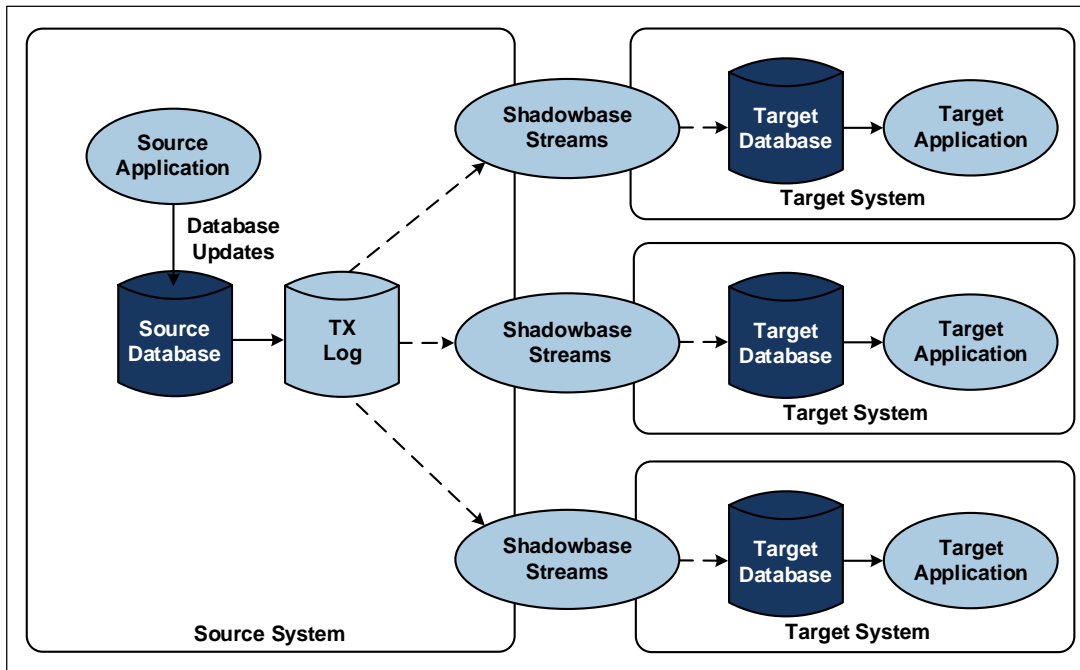 Source
Application
Database
Updates
Source
Database
TX
Log
Source System
Shadowbase
Streams
Target
Database
Target
Application
Target System
Shadowbase
Streams
Target
Database
Target
Application
Target System
Shadowbase
Streams
Target
Database
Target
Application
Target System